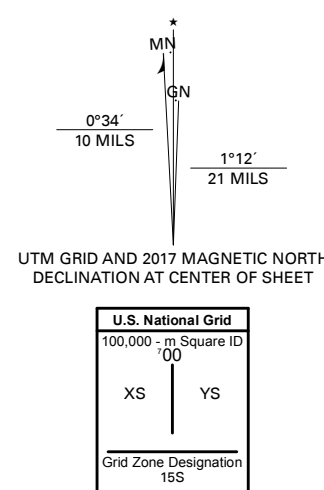 ★
MN
GN
0°34´
10 MILS
1°12´
21 MILS
UTM GRID AND 2017 MAGNETIC NORTH
DECLINATION AT CENTER OF SHEET
U.S. National Grid
100,000 - m Square ID
⁷00
XS YS
Grid Zone Designation
15S